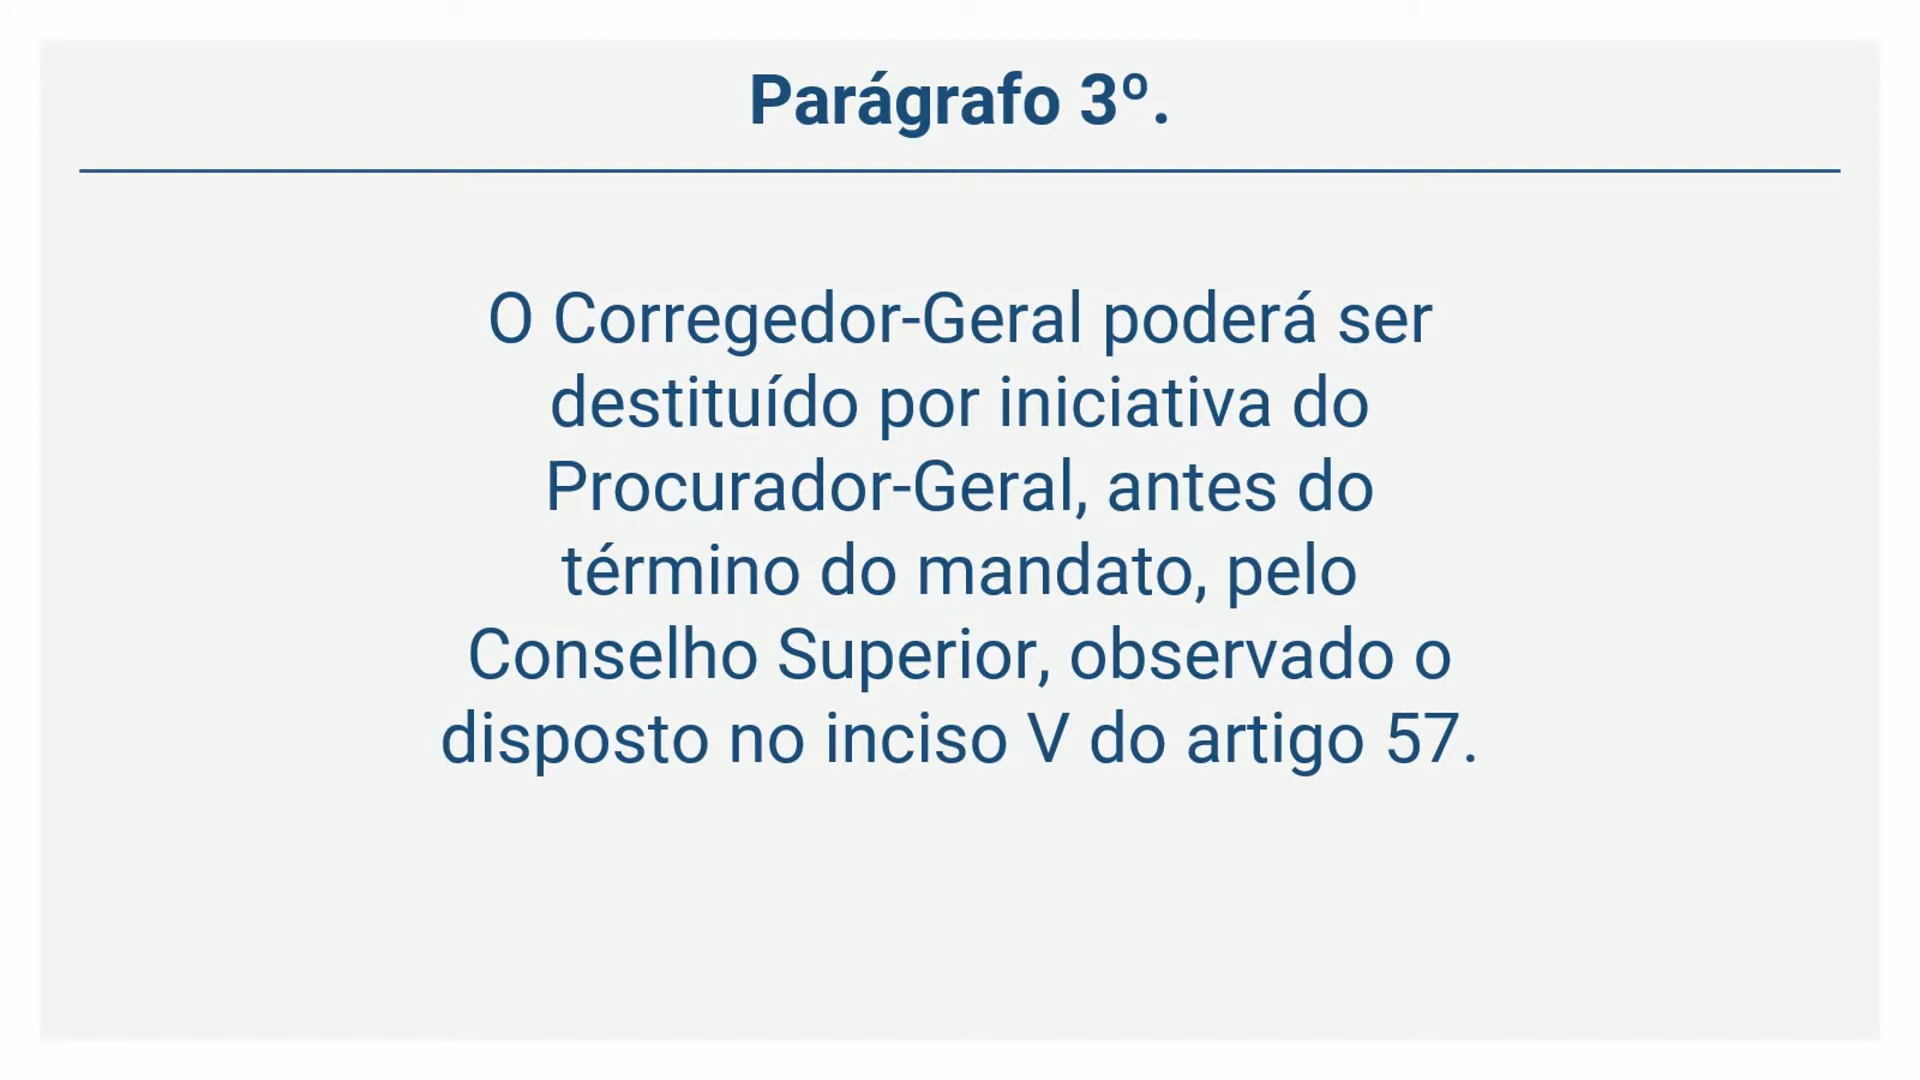 Parágrafo 3º.
O Corregedor-Geral poderá ser
destituído por iniciativa do
Procurador-Geral, antes do
término do mandato, pelo
Conselho Superior, observado o
disposto no inciso V do artigo 57.